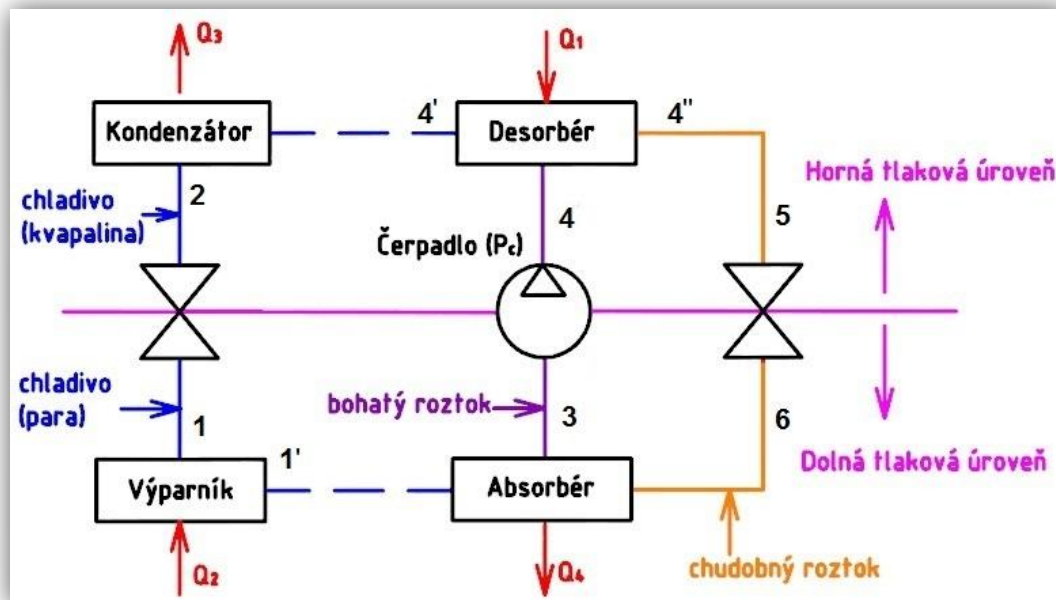 Q₃
Q₁
Kondenzátor
4'
Desorbér
4"
chladivo
(kvapalina)
2
Čerpadlo (Pc)
4
5
Horná tlaková úroveň
chladivo
(para)
1
bohatý roztok
3
6
Dolná tlaková úroveň
1'
Výparník
Absorbér
Q₂
Q₄
chudobný roztok